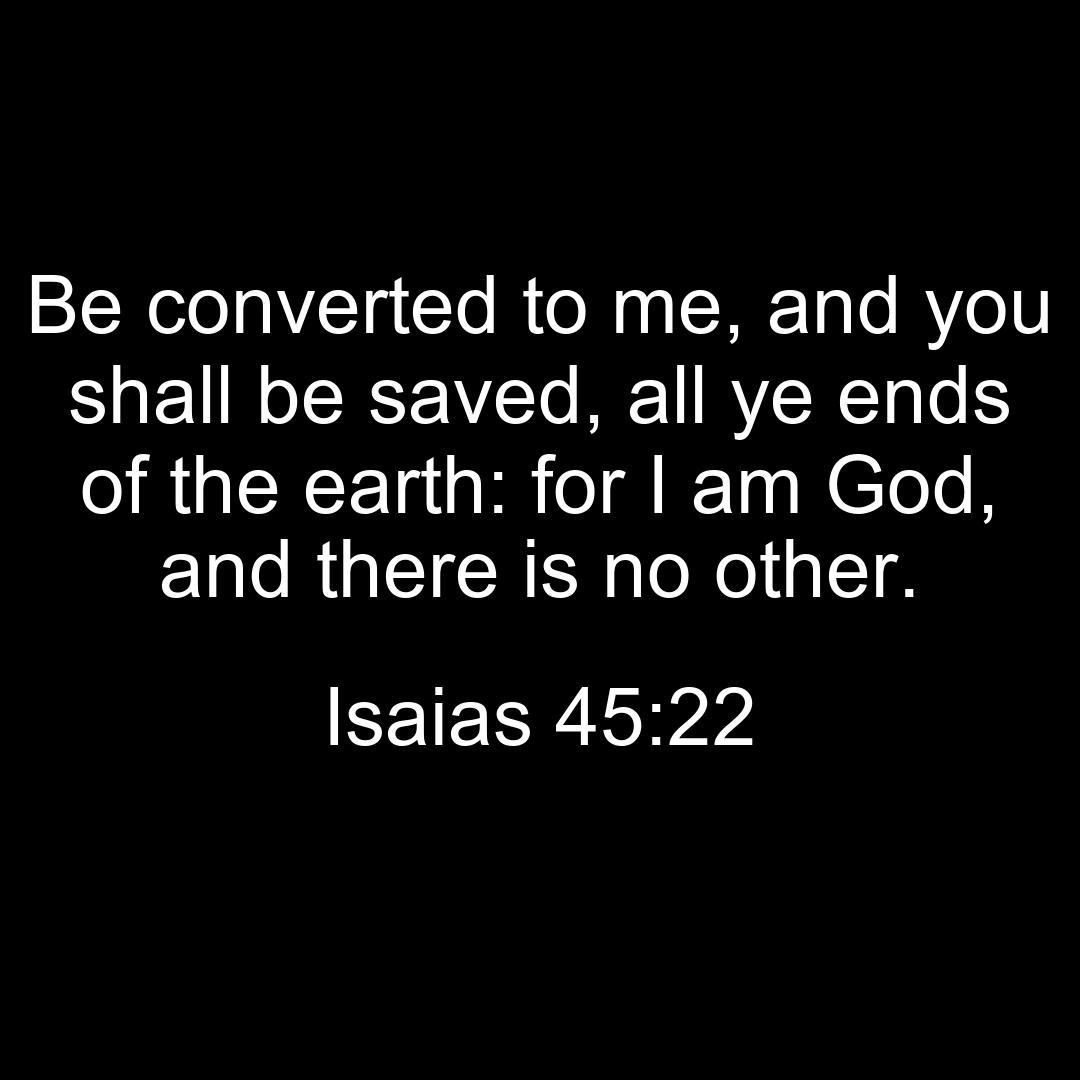 Be converted to me, and you
shall be saved, all ye ends
of the earth: for I am God,
and there is no other.
Isaias 45:22